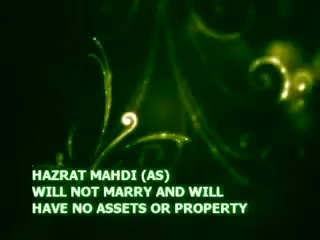 HAZRAT MAHDI (AS)
WILL NOT MARRY AND WILL
HAVE NO ASSETS OR PROPERTY